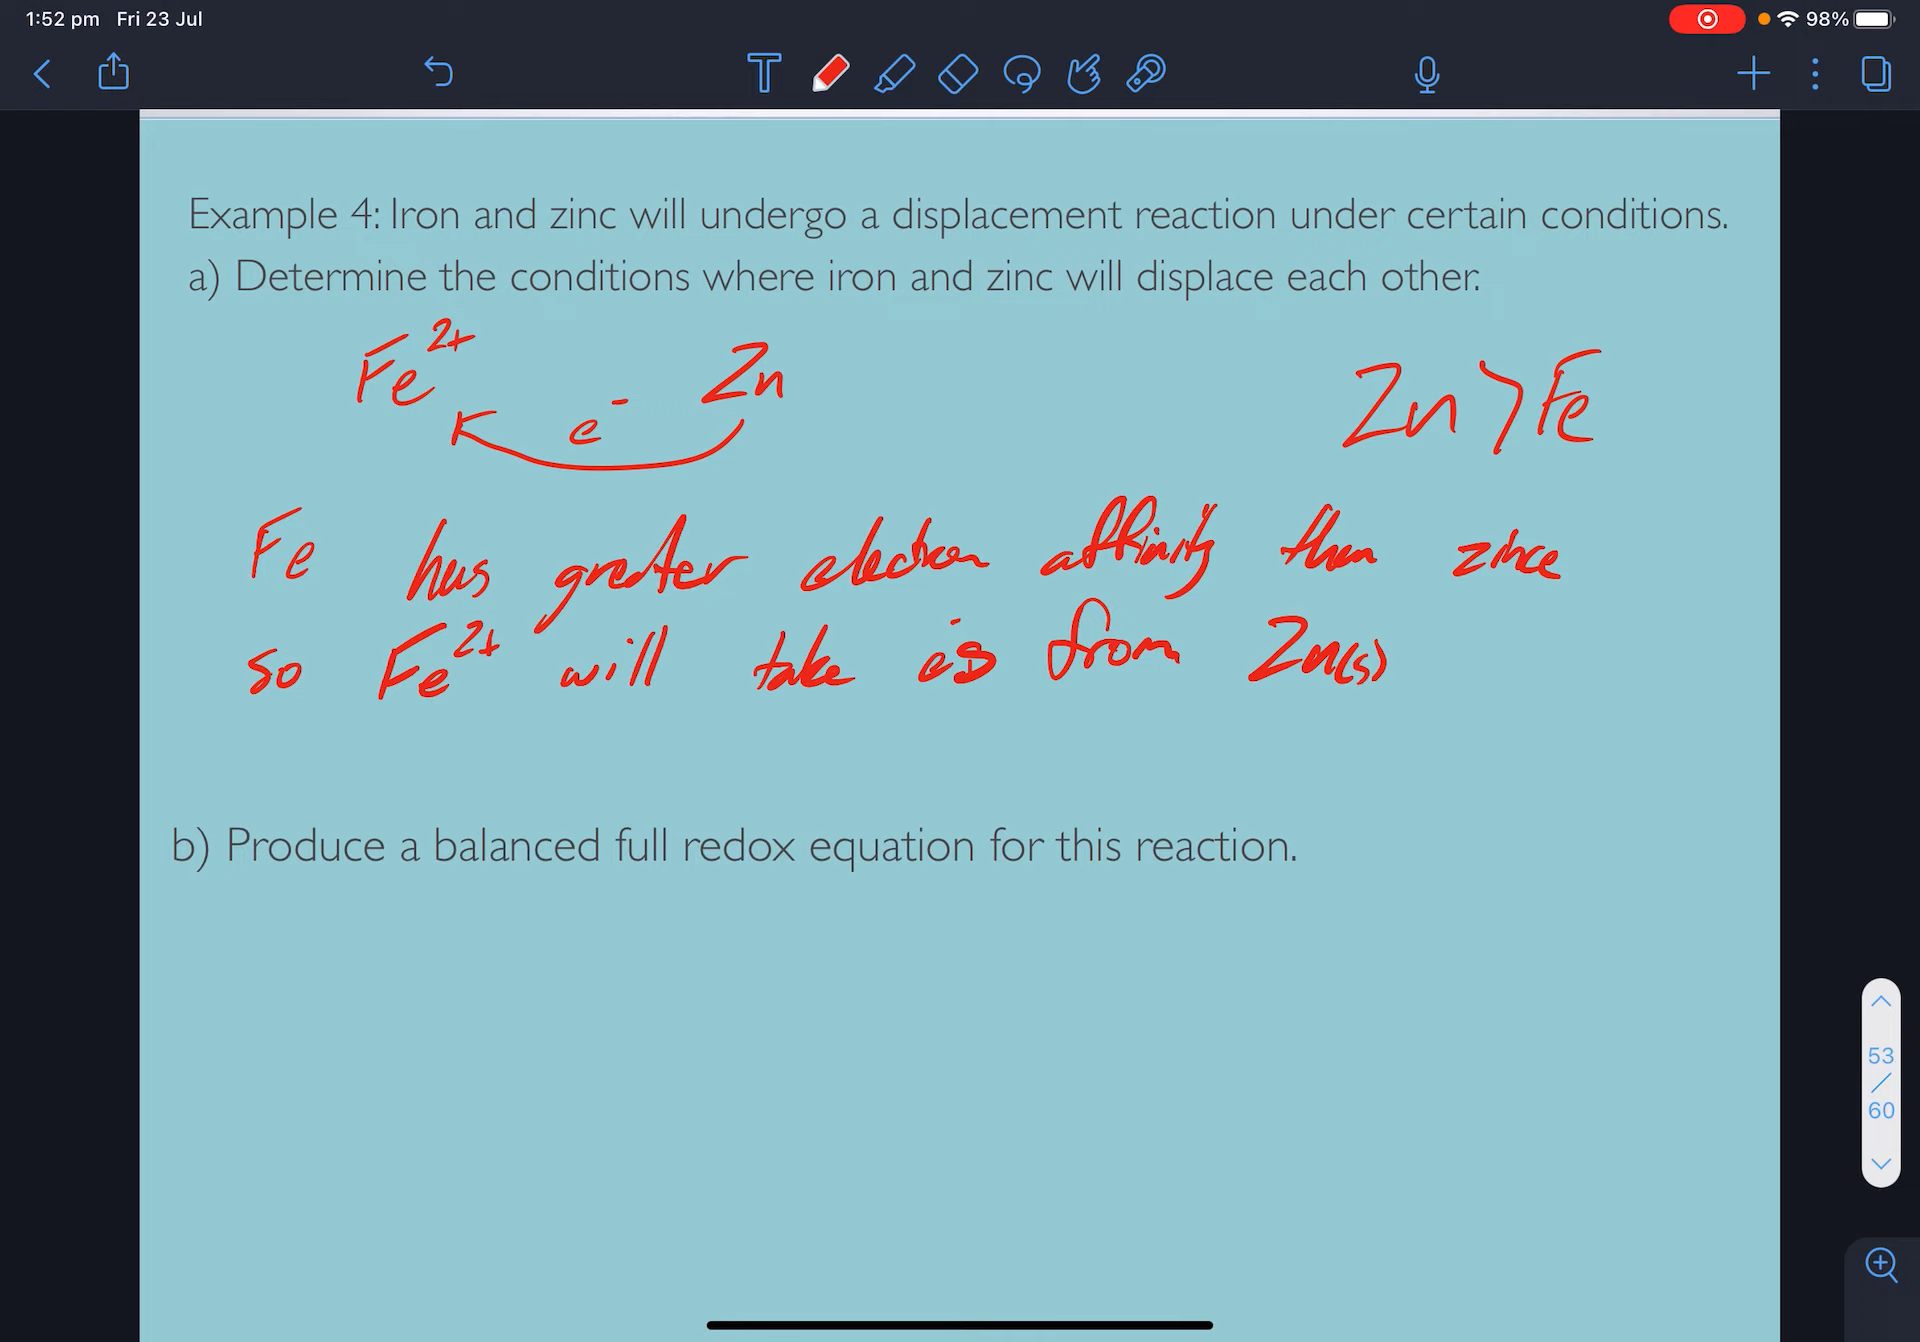 1:52 pm Fri 23 Jul
98%
Example 4: Iron and zinc will undergo a displacement reaction under certain conditions.
a) Determine the conditions where iron and zinc will displace each other.
Fe²⁺ e⁻ Zn
Zn > Fe
Fe has greater electron affinity than zinc
so Fe²⁺ will take e⁻s from Zn(s)
b) Produce a balanced full redox equation for this reaction.
53
/
60